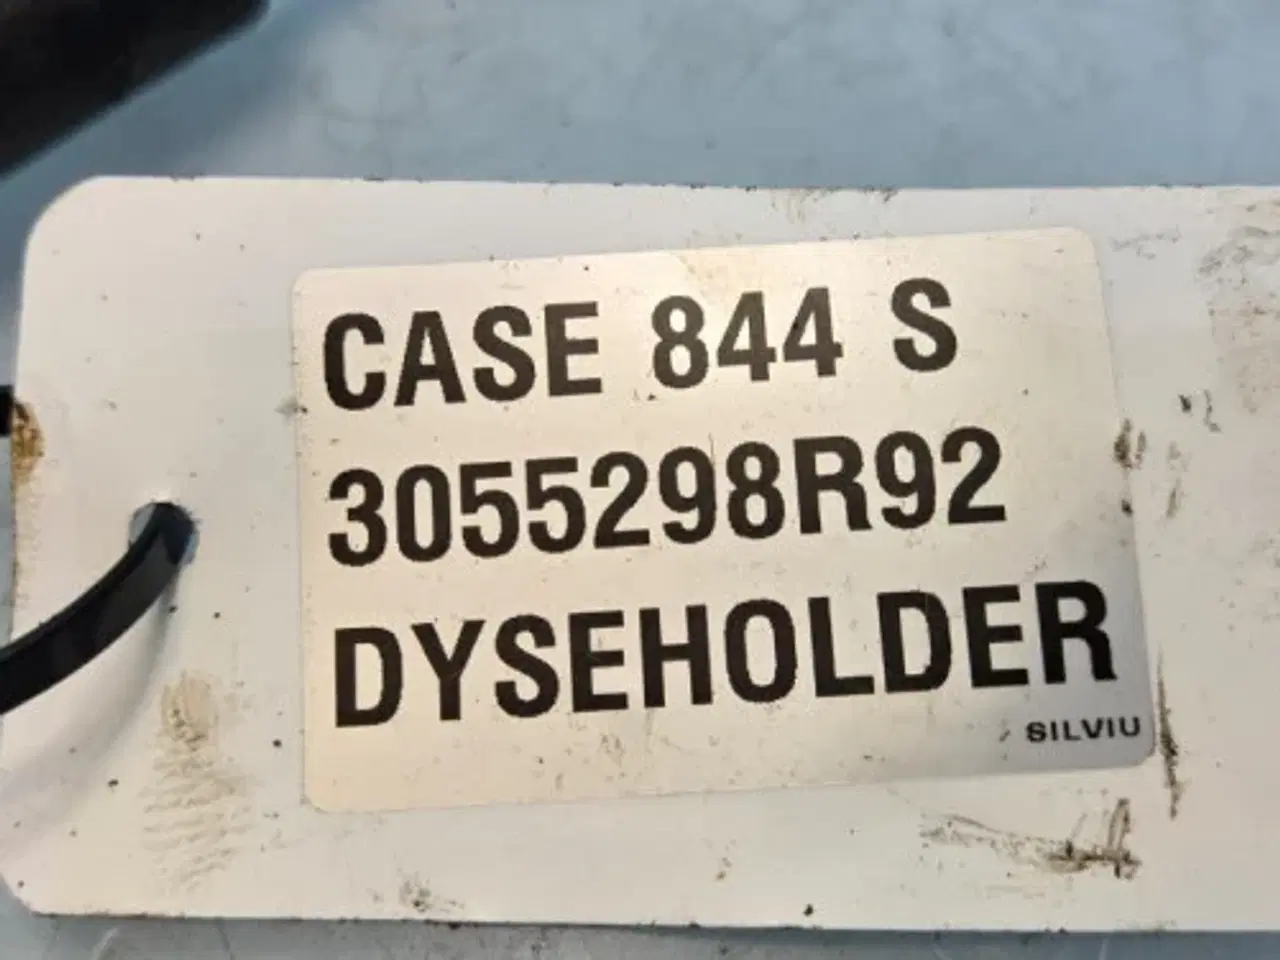 CASE 844 S
3055298R92
DYSEHOLDER
SILVIU